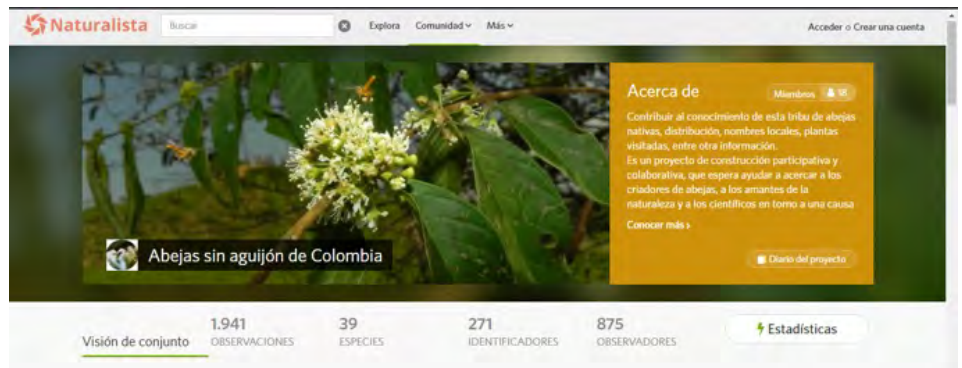 Naturalista Buscar Explora Comunidad Más Acceder o Crear una cuenta
Acerca de Miembros
Contribuir al conocimiento de esta tribu de abejas
nativas, distribución, nombres locales, plantas
visitadas, entre otra información.
Es un proyecto de construcción participativa y
colaborativa, que espera ayudar a acercar a los
criadores de abejas, a los amantes de la
naturaleza y a los científicos en torno a una causa
Conocer más >
Abejas sin aguijón de Colombia
Diario del proyecto
Visión de conjunto
1.941
OBSERVACIONES
39
ESPECIES
271
IDENTIFICADORES
875
OBSERVADORES
Estadísticas